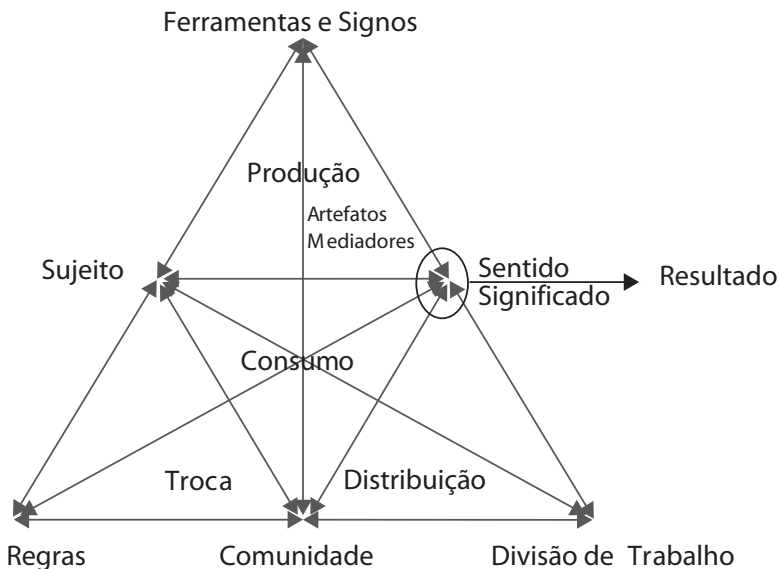 Ferramentas e Signos
Produção
Artefatos
Mediadores
Sujeito
Sentido
Significado
Resultado
Consumo
Troca
Distribuição
Regras
Comunidade
Divisão de Trabalho